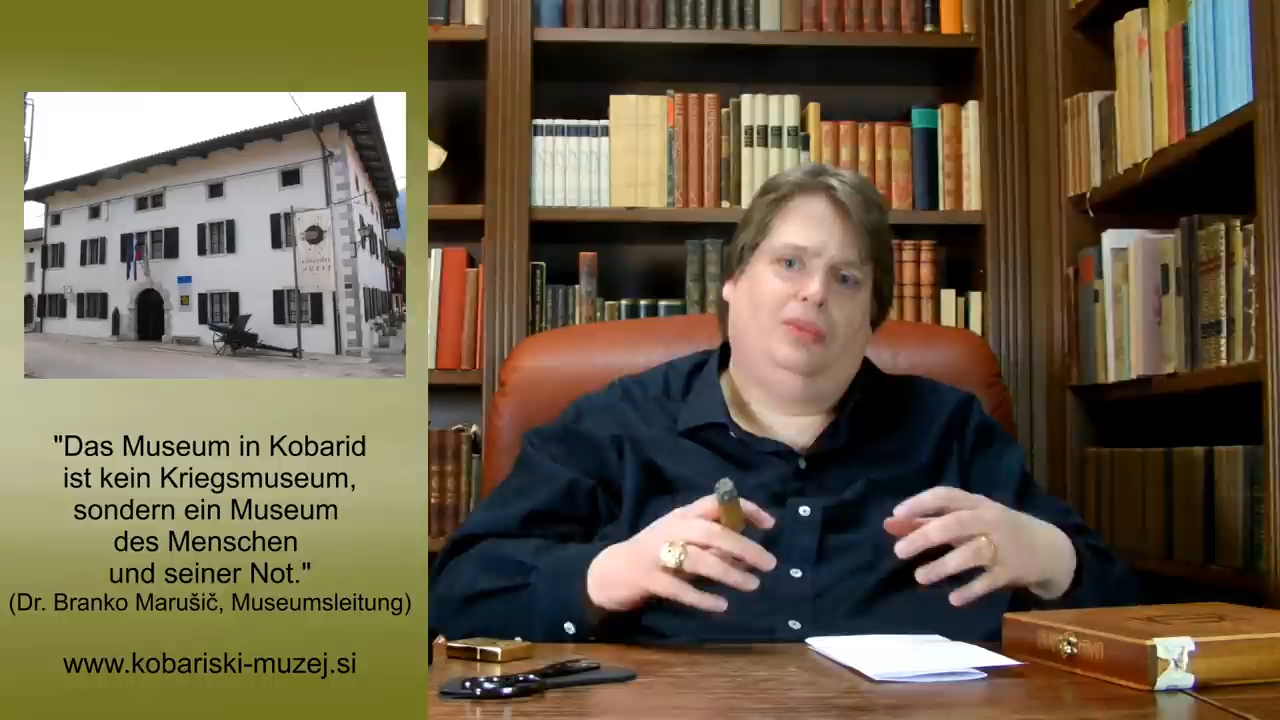 "Das Museum in Kobarid
ist kein Kriegsmuseum,
sondern ein Museum
des Menschen
und seiner Not."
(Dr. Branko Marušič, Museumsleitung)
www.kobariski-muzej.si